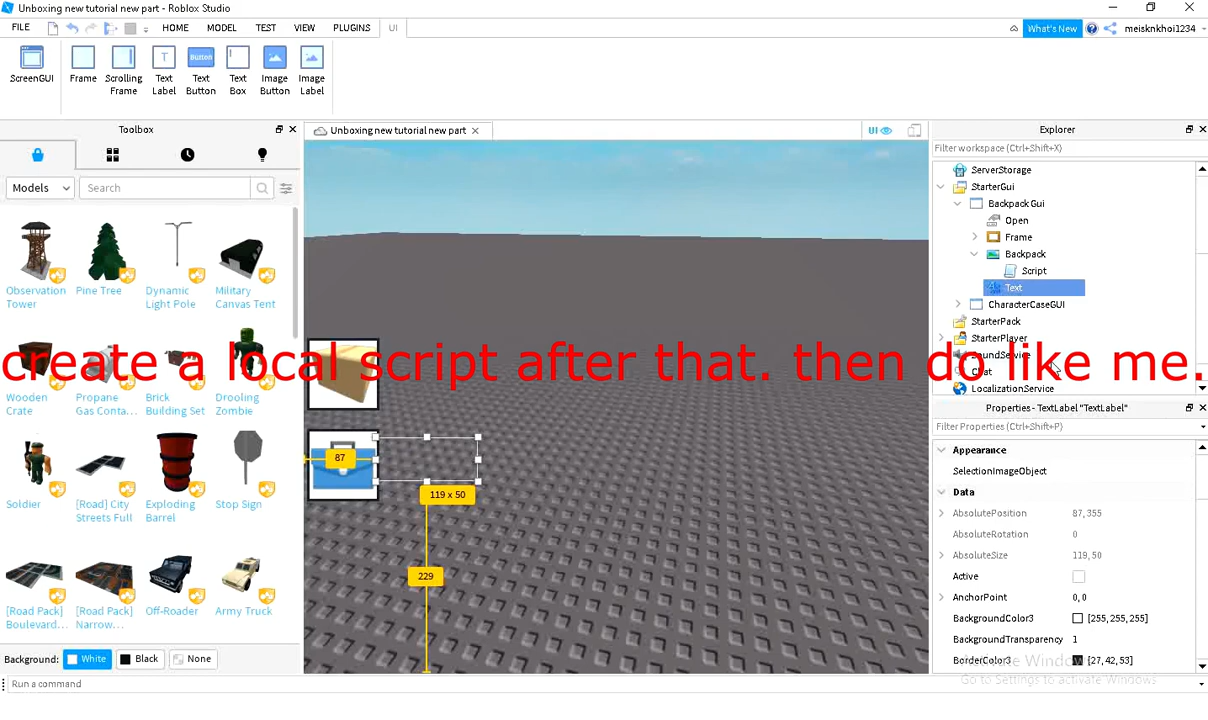 Unboxing new tutorial new part - Roblox Studio
FILE HOME MODEL TEST VIEW PLUGINS UI What's New meisknkhoi1234
ScreenGUI Frame Scrolling Frame Text Label Text Button Text Box Image Button Image Label
Button
T
Toolbox
Models Search
Observation Tower
Pine Tree
Dynamic Light Pole
Military Canvas Tent
Wooden Crate
Propane Gas Conta...
Brick Building Set
Drooling Zombie
Soldier
[Road] City Streets Full
Exploding Barrel
Stop Sign
[Road Pack] Boulevard...
[Road Pack] Narrow...
Off-Roader
Army Truck
Background: White Black None
Run a command
Unboxing new tutorial new part
UI
87
119 x 50
229
create a local script after that. then do like me.
Explorer
Filter workspace (Ctrl+Shift+X)
ServerStorage
StarterGui
BackpackGui
Open
Frame
Backpack
Script
Text
CharacterCaseGUI
StarterPack
StarterPlayer
SoundService
Chat
LocalizationService
Properties - TextLabel "TextLabel"
Filter Properties (Ctrl+Shift+P)
Appearance
SelectionImageObject
Data
AbsolutePosition 87, 355
AbsoluteRotation 0
AbsoluteSize 119, 50
Active
AnchorPoint 0, 0
BackgroundColor3 [255, 255, 255]
BackgroundTransparency 1
BorderColor3 [27, 42, 53]
Activate Windows
Go to Settings to activate Windows.